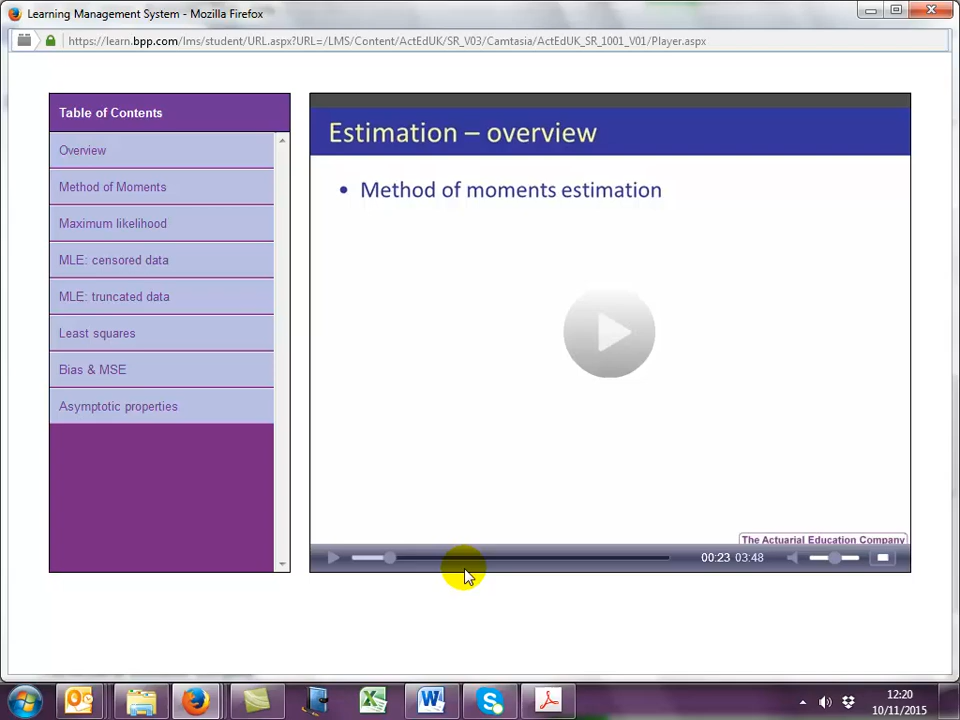 Learning Management System - Mozilla Firefox
https://learn.bpp.com/lms/student/URL.aspx?URL=/LMS/Content/ActEdUK/SR_V03/Camtasia/ActEdUK_SR_1001_V01/Player.aspx
Table of Contents
Overview
Method of Moments
Maximum likelihood
MLE: censored data
MLE: truncated data
Least squares
Bias & MSE
Asymptotic properties
Estimation – overview
• Method of moments estimation
The Actuarial Education Company
00:23 03:48
12:20
10/11/2015